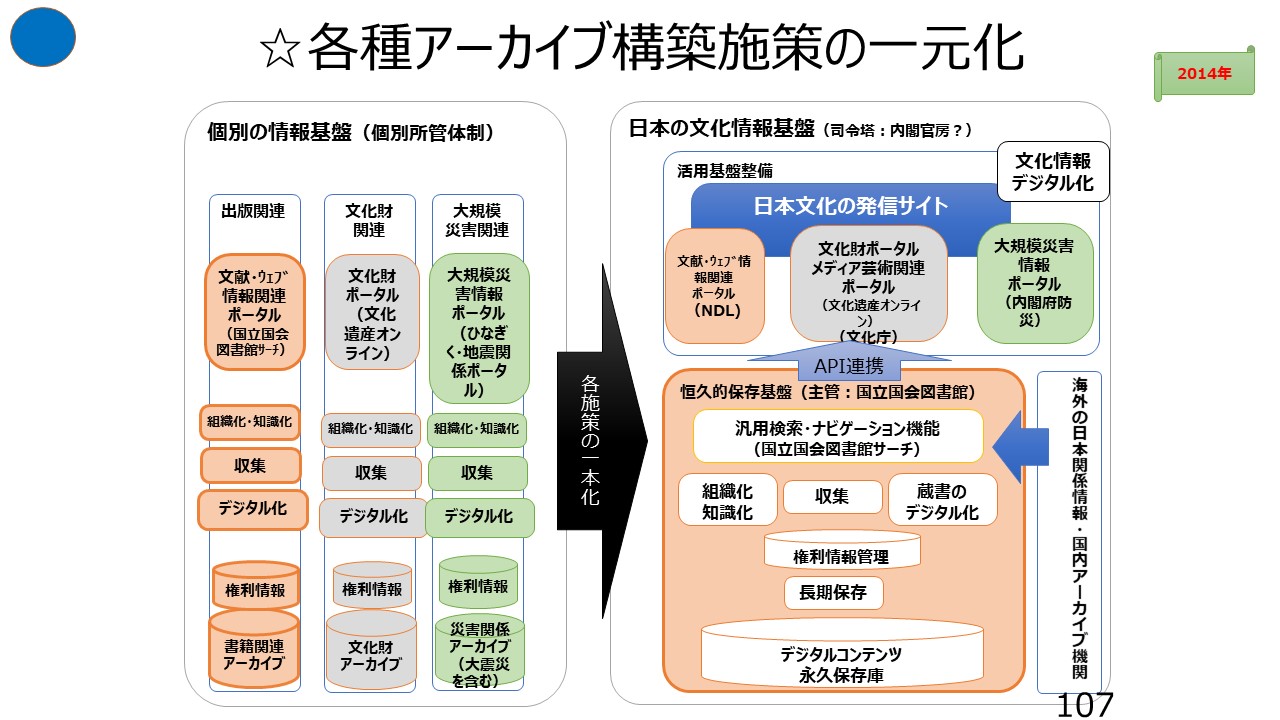 ☆各種アーカイブ構築施策の一元化
2014年
個別の情報基盤（個別所管体制）
出版関連
文献・ｳｪﾌﾞ
情報関連
ポータル
（国立国会
図書館ｻｰﾁ）
組織化・知識化
収集
デジタル化
権利情報
書籍関連
アーカイブ
文化財
関連
文化財
ポータル
（文化
遺産オン
ライン）
組織化・知識化
収集
デジタル化
権利情報
文化財
アーカイブ
大規模
災害関連
大規模災
害情報
ポータル
（ひなぎ
く・地震関
係ポータ
ル）
組織化・知識化
収集
デジタル化
権利情報
災害関係
アーカイブ
（大震災
を含む）
各施策の一本化
日本の文化情報基盤（司令塔：内閣官房？）
文化情報
デジタル化
活用基盤整備
日本文化の発信サイト
文献・ｳｪﾌﾞ情
報関連
ポータル
（NDL）
文化財ポータル
メディア芸術関連
ポータル
（文化遺産オンライ
ン）
（文化庁）
大規模災害
情報
ポータル
（内閣府防
災）
API連携
恒久的保存基盤（主管：国立国会図書館）
汎用検索・ナビゲーション機能
（国立国会図書館サーチ）
組織化
知識化
収集
蔵書の
デジタル化
権利情報管理
長期保存
デジタルコンテンツ
永久保存庫
海外の日本関係情報・国内アーカイブ機関
107